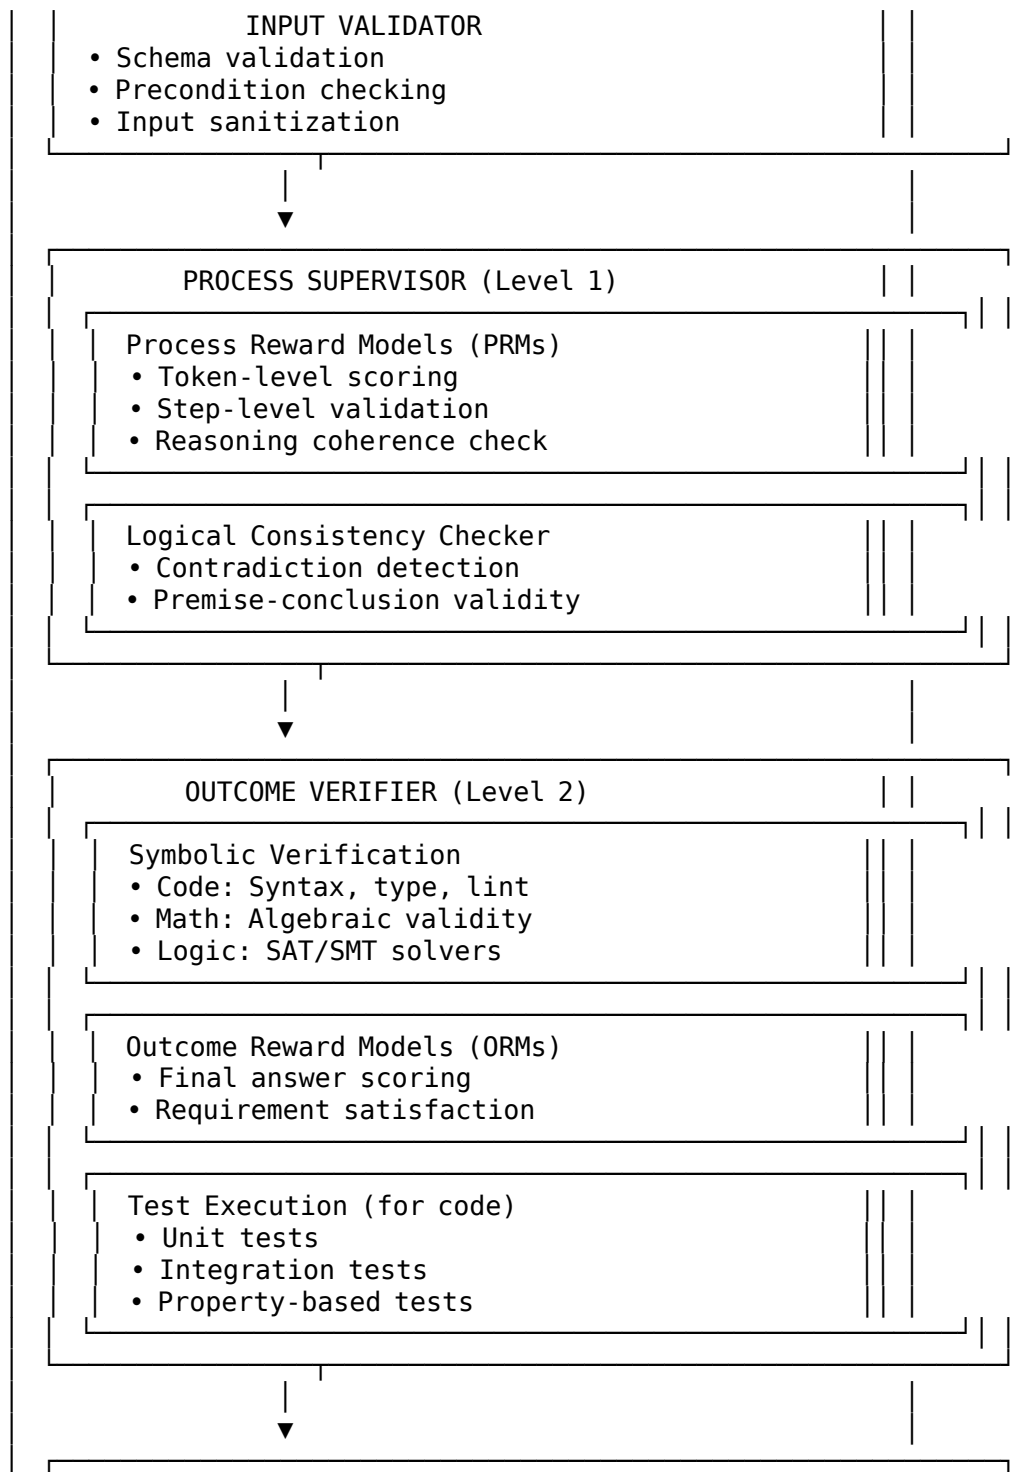 INPUT VALIDATOR
• Schema validation
• Precondition checking
• Input sanitization
▼
PROCESS SUPERVISOR (Level 1)
Process Reward Models (PRMs)
• Token-level scoring
• Step-level validation
• Reasoning coherence check
Logical Consistency Checker
• Contradiction detection
• Premise-conclusion validity
▼
OUTCOME VERIFIER (Level 2)
Symbolic Verification
• Code: Syntax, type, lint
• Math: Algebraic validity
• Logic: SAT/SMT solvers
Outcome Reward Models (ORMs)
• Final answer scoring
• Requirement satisfaction
Test Execution (for code)
• Unit tests
• Integration tests
• Property-based tests
▼